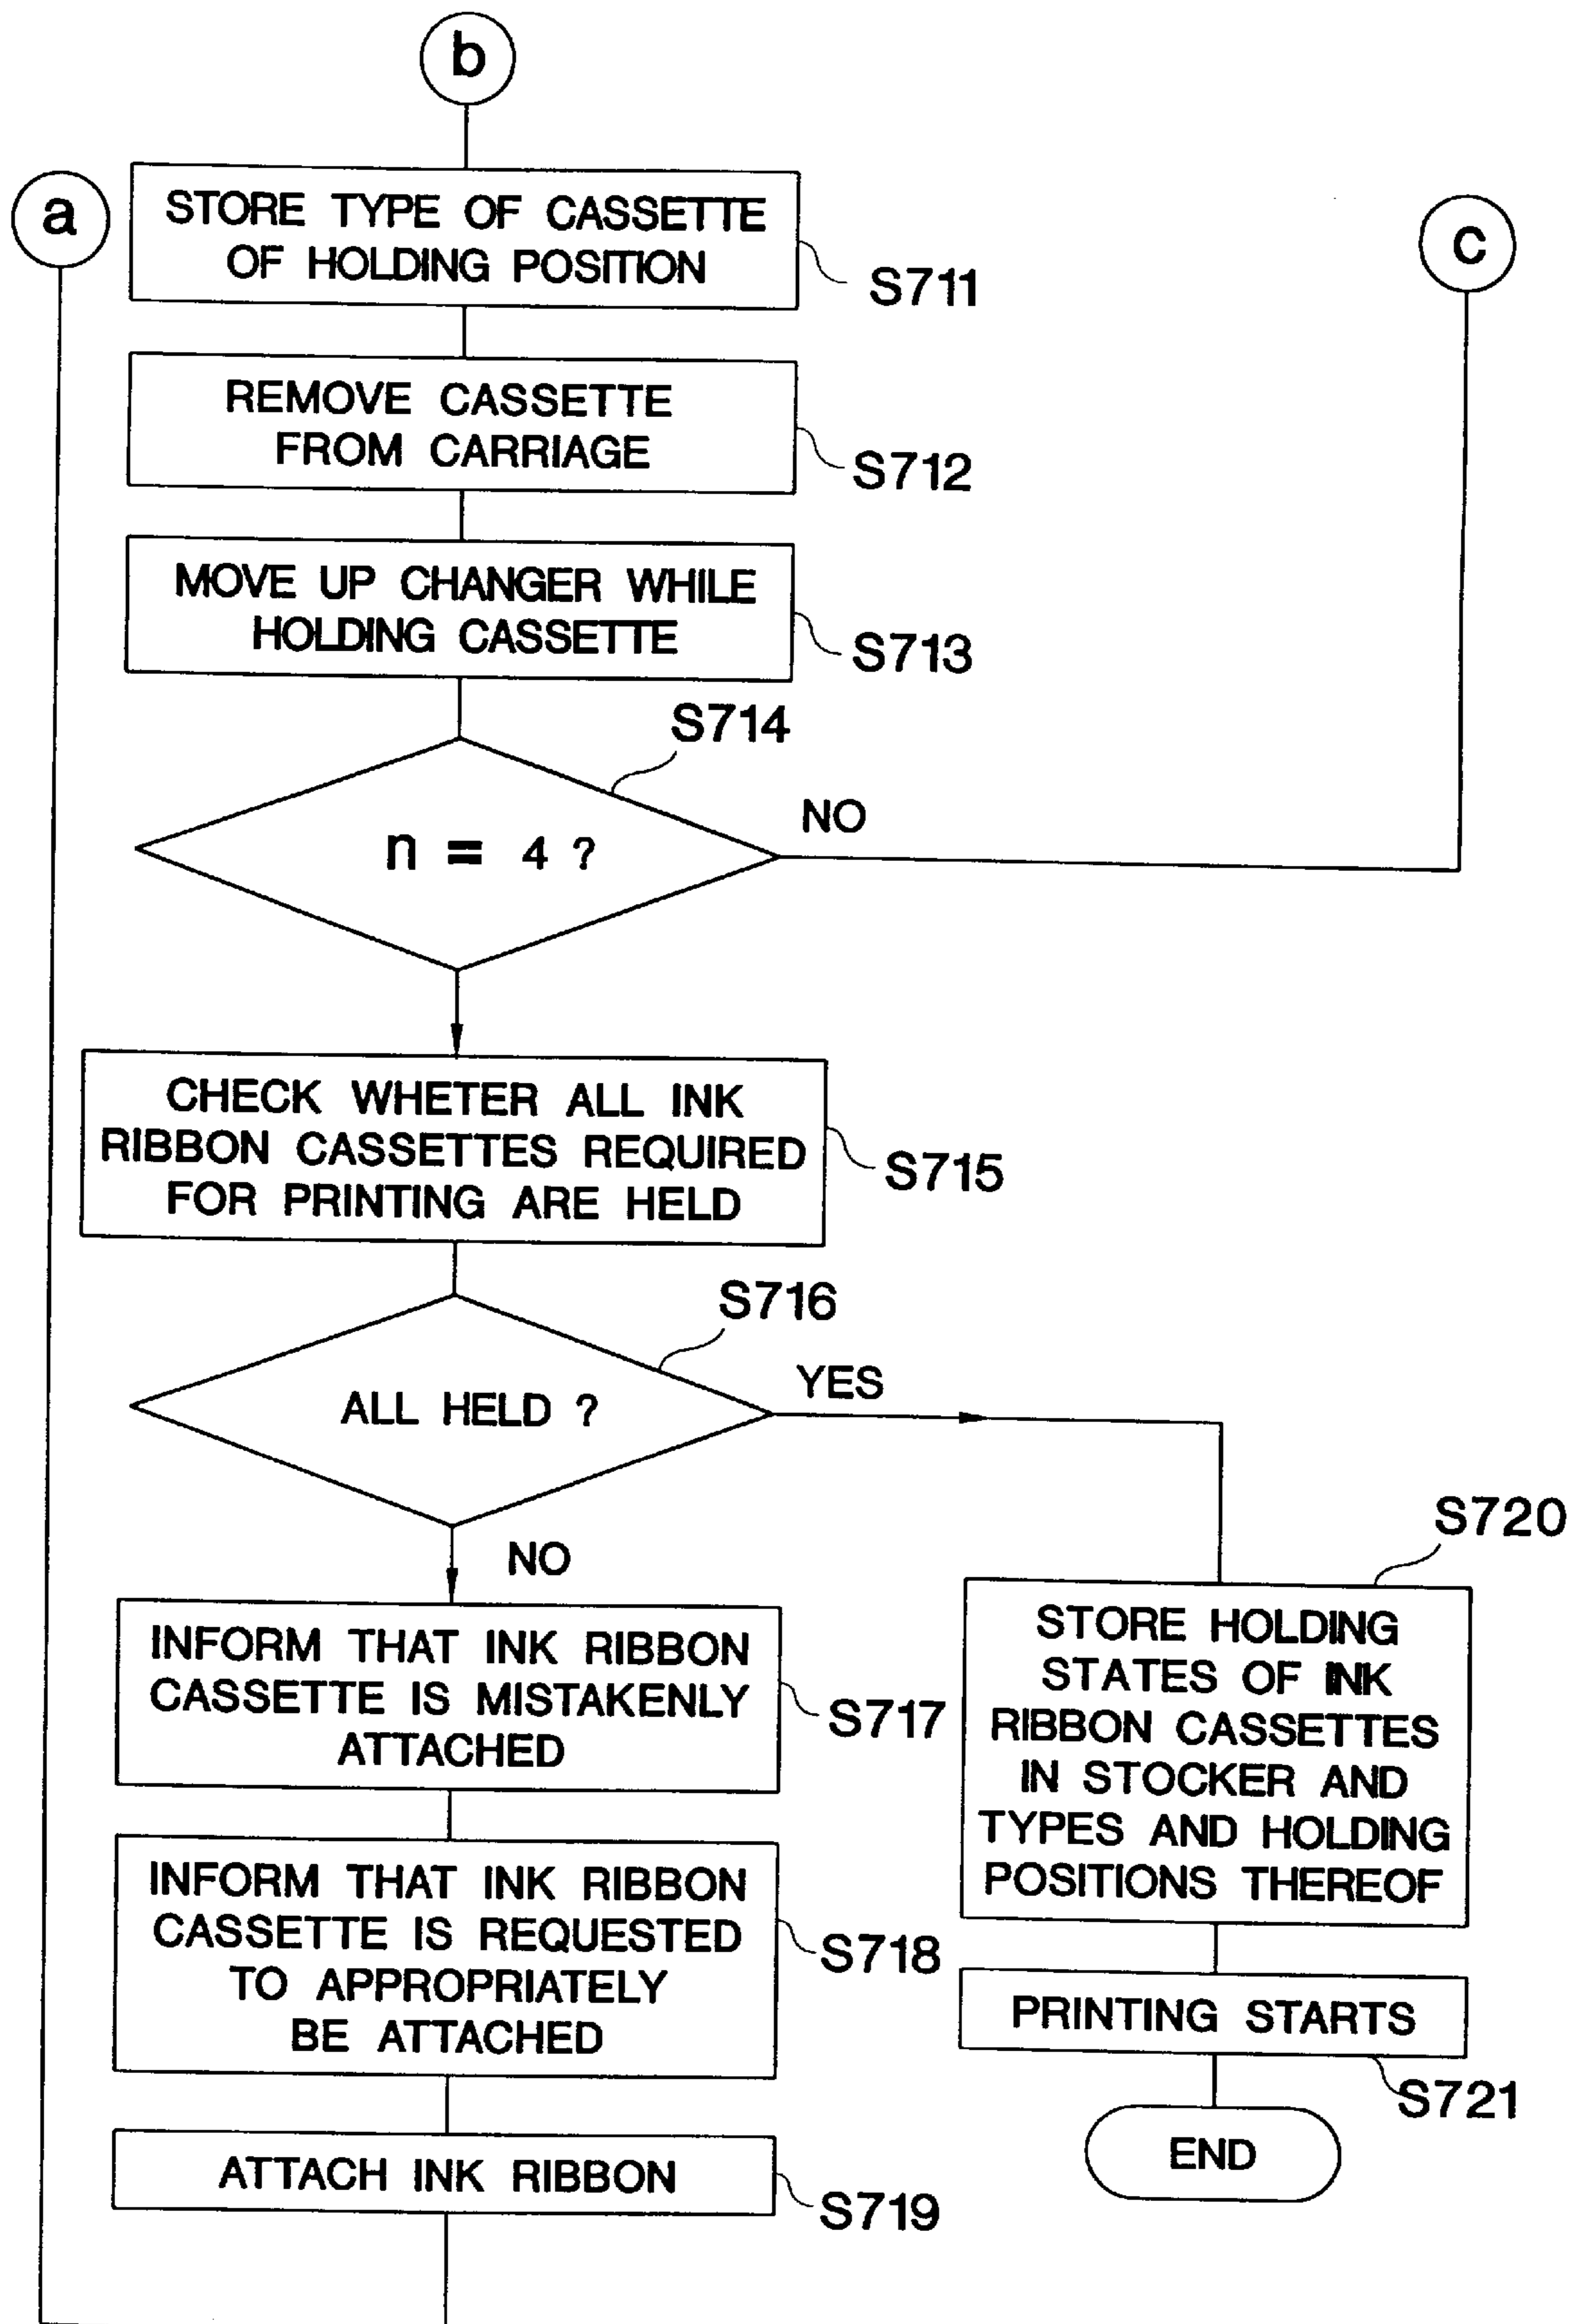 b
a
STORE TYPE OF CASSETTE
OF HOLDING POSITION
S711
c
REMOVE CASSETTE
FROM CARRIAGE
S712
MOVE UP CHANGER WHILE
HOLDING CASSETTE
S713
S714
n = 4 ?
NO
CHECK WHETER ALL INK
RIBBON CASSETTES REQUIRED
FOR PRINTING ARE HELD
S715
S716
ALL HELD ?
YES
NO
INFORM THAT INK RIBBON
CASSETTE IS MISTAKENLY
ATTACHED
S717
INFORM THAT INK RIBBON
CASSETTE IS REQUESTED
TO APPROPRIATELY
BE ATTACHED
S718
ATTACH INK RIBBON
S719
S720
STORE HOLDING
STATES OF INK
RIBBON CASSETTES
IN STOCKER AND
TYPES AND HOLDING
POSITIONS THEREOF
PRINTING STARTS
S721
END